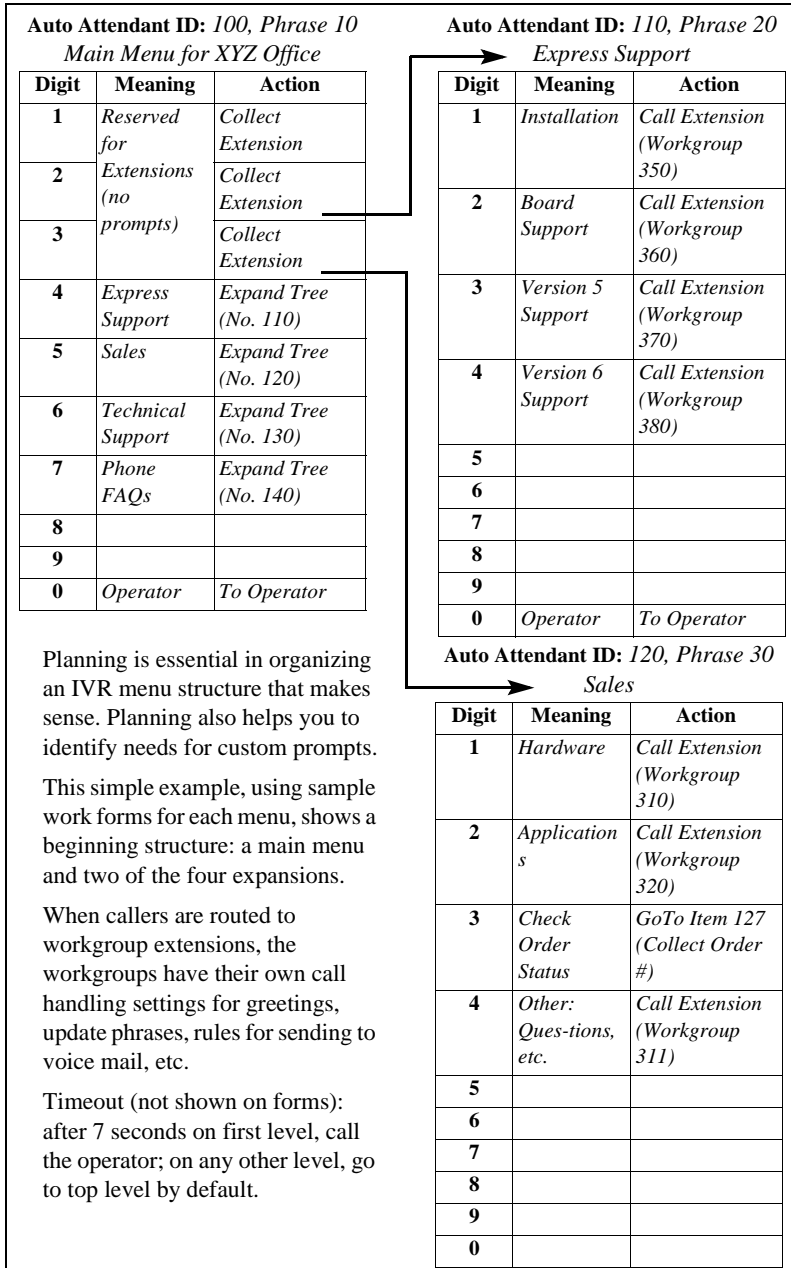 Auto Attendant ID: 100, Phrase 10
Main Menu for XYZ Office
Digit Meaning Action
1 Reserved Collect
for Extension
2 Extensions Collect
(no Extension
3 prompts) Collect
Extension
4 Express Expand Tree
Support (No. 110)
5 Sales Expand Tree
(No. 120)
6 Technical Expand Tree
Support (No. 130)
7 Phone Expand Tree
FAQs (No. 140)
8
9
0 Operator To Operator
Planning is essential in organizing
an IVR menu structure that makes
sense. Planning also helps you to
identify needs for custom prompts.
This simple example, using sample
work forms for each menu, shows a
beginning structure: a main menu
and two of the four expansions.
When callers are routed to
workgroup extensions, the
workgroups have their own call
handling settings for greetings,
update phrases, rules for sending to
voice mail, etc.
Timeout (not shown on forms):
after 7 seconds on first level, call
the operator; on any other level, go
to top level by default.
Auto Attendant ID: 110, Phrase 20
Express Support
Digit Meaning Action
1 Installation Call Extension
(Workgroup
350)
2 Board Call Extension
Support (Workgroup
360)
3 Version 5 Call Extension
Support (Workgroup
370)
4 Version 6 Call Extension
Support (Workgroup
380)
5
6
7
8
9
0 Operator To Operator
Auto Attendant ID: 120, Phrase 30
Sales
Digit Meaning Action
1 Hardware Call Extension
(Workgroup
310)
2 Application Call Extension
s (Workgroup
320)
3 Check GoTo Item 127
Order (Collect Order
Status #)
4 Other: Call Extension
Ques-tions, (Workgroup
etc. 311)
5
6
7
8
9
0